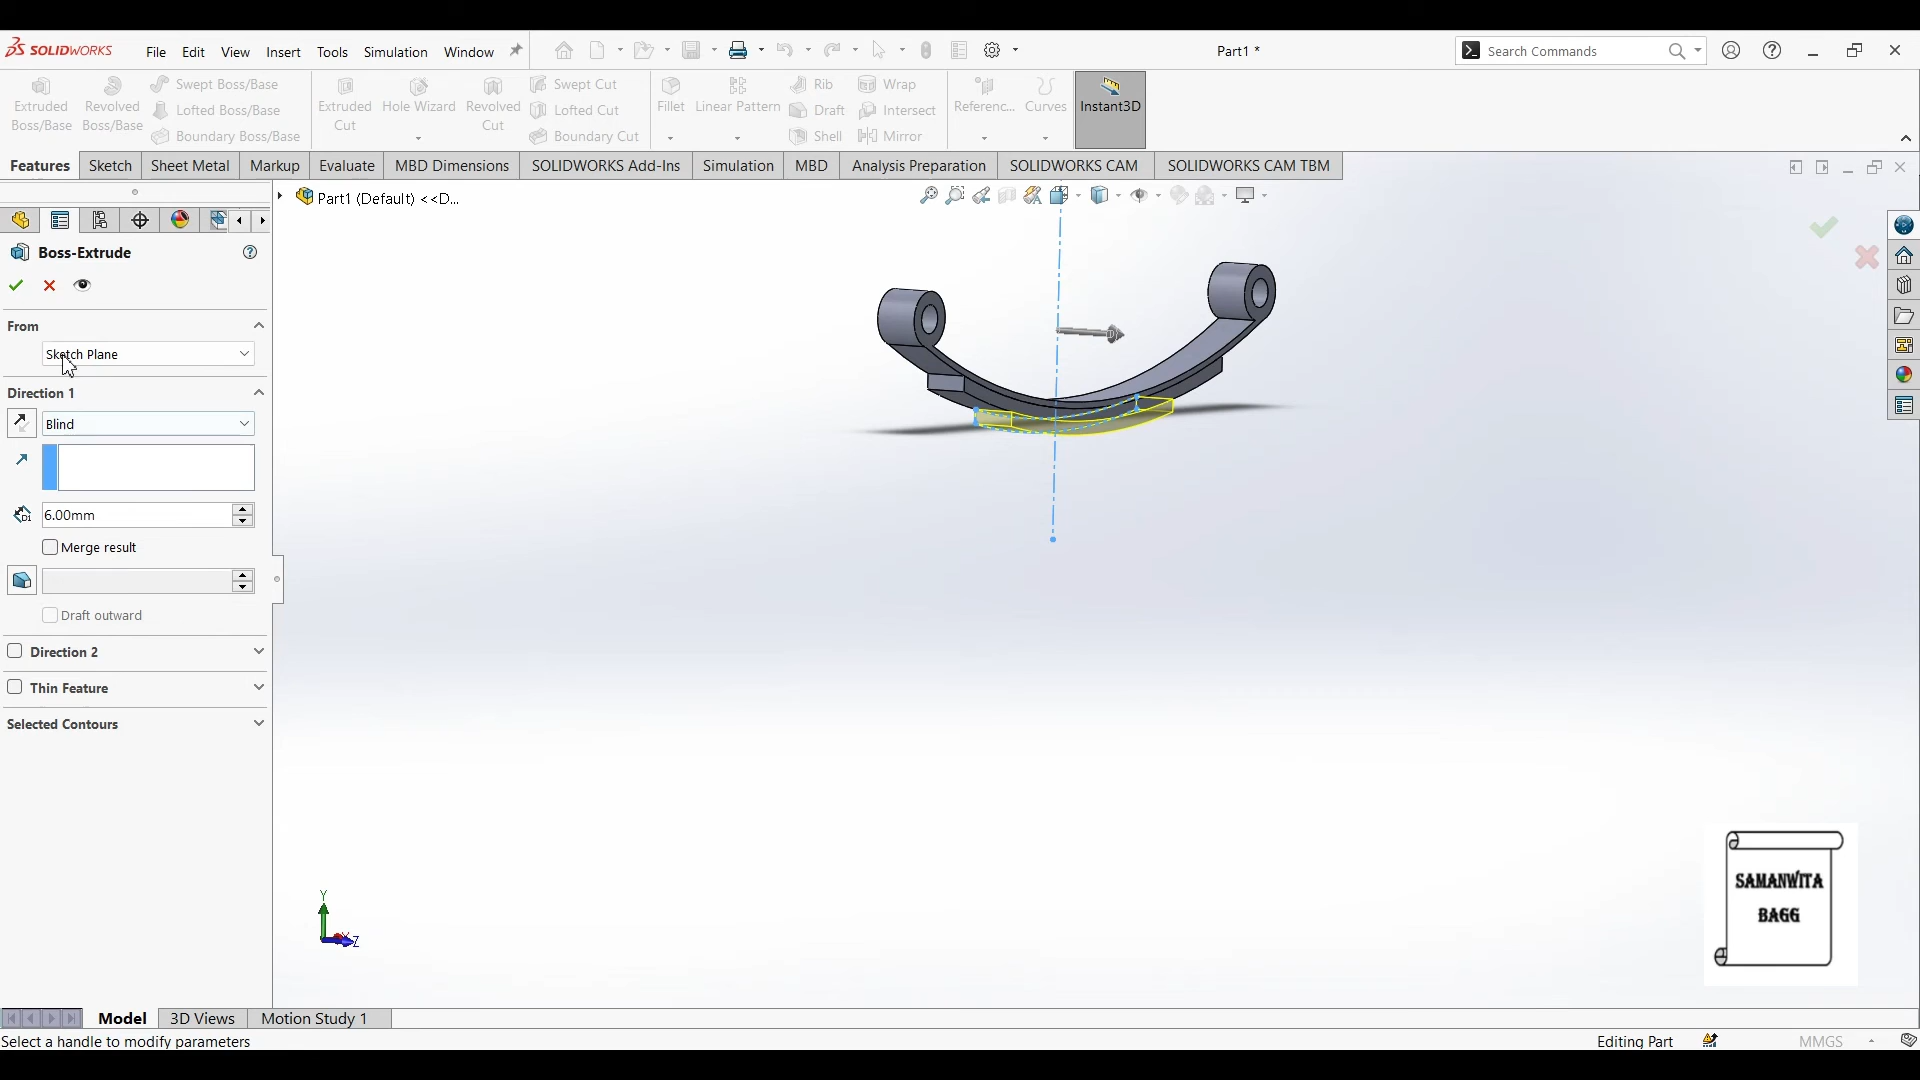 SOLIDWORKS File Edit View Insert Tools Simulation Window Part1 * Search Commands
Extruded Boss/Base
Revolved Boss/Base
Swept Boss/Base
Lofted Boss/Base
Boundary Boss/Base
Extruded Cut
Hole Wizard
Revolved Cut
Swept Cut
Lofted Cut
Boundary Cut
Fillet
Linear Pattern
Rib
Draft
Shell
Wrap
Intersect
Mirror
Referenc...
Curves
Instant3D
Features Sketch Sheet Metal Markup Evaluate MBD Dimensions SOLIDWORKS Add-Ins Simulation MBD Analysis Preparation SOLIDWORKS CAM SOLIDWORKS CAM TBM
Part1 (Default) <<D...
Boss-Extrude
From
Sketch Plane
Direction 1
Blind
D1
6.00mm
Merge result
Draft outward
Direction 2
Thin Feature
Selected Contours
Y
Z
SAMANWITA
BAGG
Model 3D Views Motion Study 1
Select a handle to modify parameters Editing Part MMGS